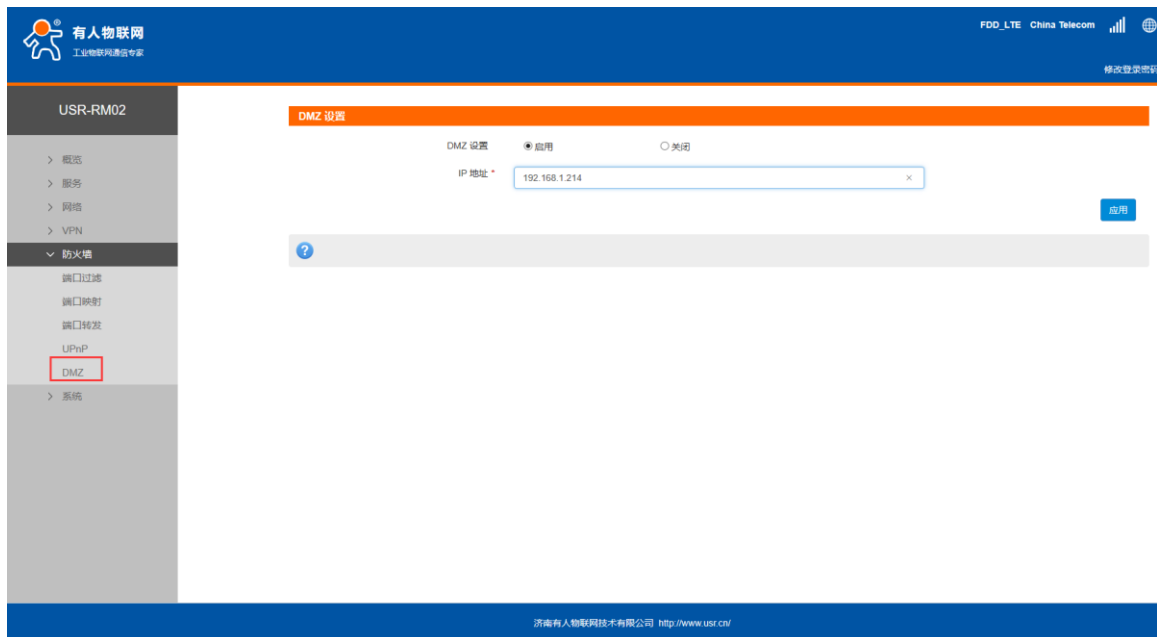 有人物联网
®
工业物联网通信专家
FDD_LTE China Telecom
修改登录密码
USR-RM02
> 概览
> 服务
> 网络
> VPN
防火墙
端口过滤
端口映射
端口转发
UPnP
DMZ
> 系统
DMZ 设置
DMZ 设置 启用 关闭
IP 地址 * 192.168.1.214 ×
应用
?
济南有人物联网技术有限公司 http://www.usr.cn/